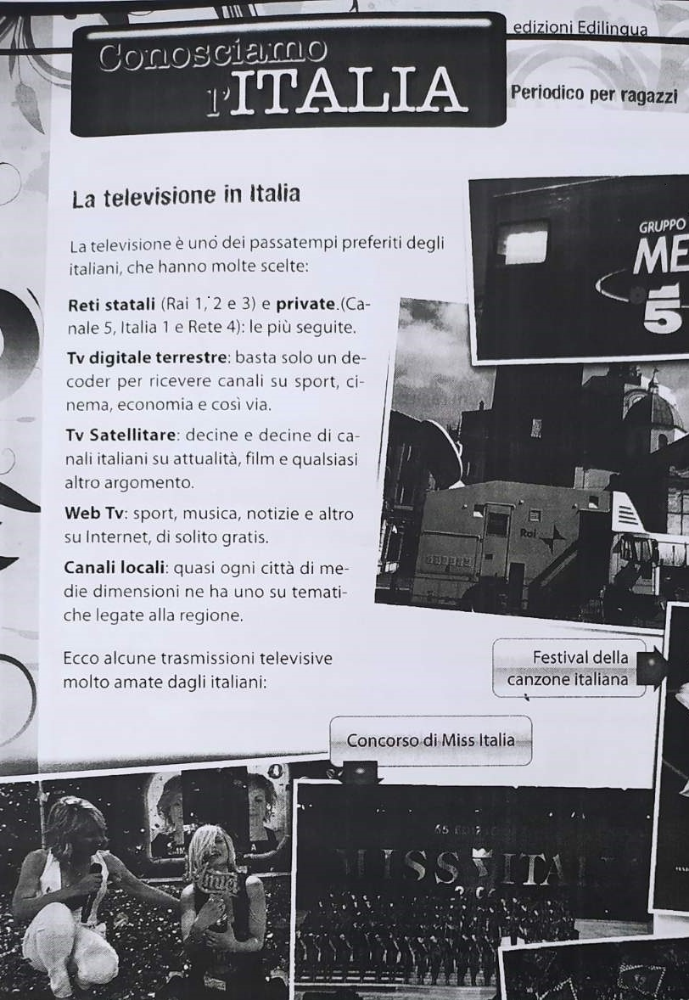 edizioni Edilingua
Conosciamo
l'ITALIA
Periodico per ragazzi
La televisione in Italia
La televisione è uno dei passatempi preferiti degli
italiani, che hanno molte scelte:
Reti statali (Rai 1, 2 e 3) e private (Ca-
nale 5, Italia 1 e Rete 4): le più seguite.
Tv digitale terrestre: basta solo un de-
coder per ricevere canali su sport, ci-
nema, economia e così via.
Tv Satellitare: decine e decine di ca-
nali italiani su attualità, film e qualsiasi
altro argomento.
Web Tv: sport, musica, notizie e altro
su Internet, di solito gratis.
Canali locali: quasi ogni città di me-
die dimensioni ne ha uno su temati-
che legate alla regione.
Ecco alcune trasmissioni televisive
molto amate dagli italiani:
GRUPPO
ME
5
Rai
Festival della
canzone italiana
Concorso di Miss Italia
MISS ITA